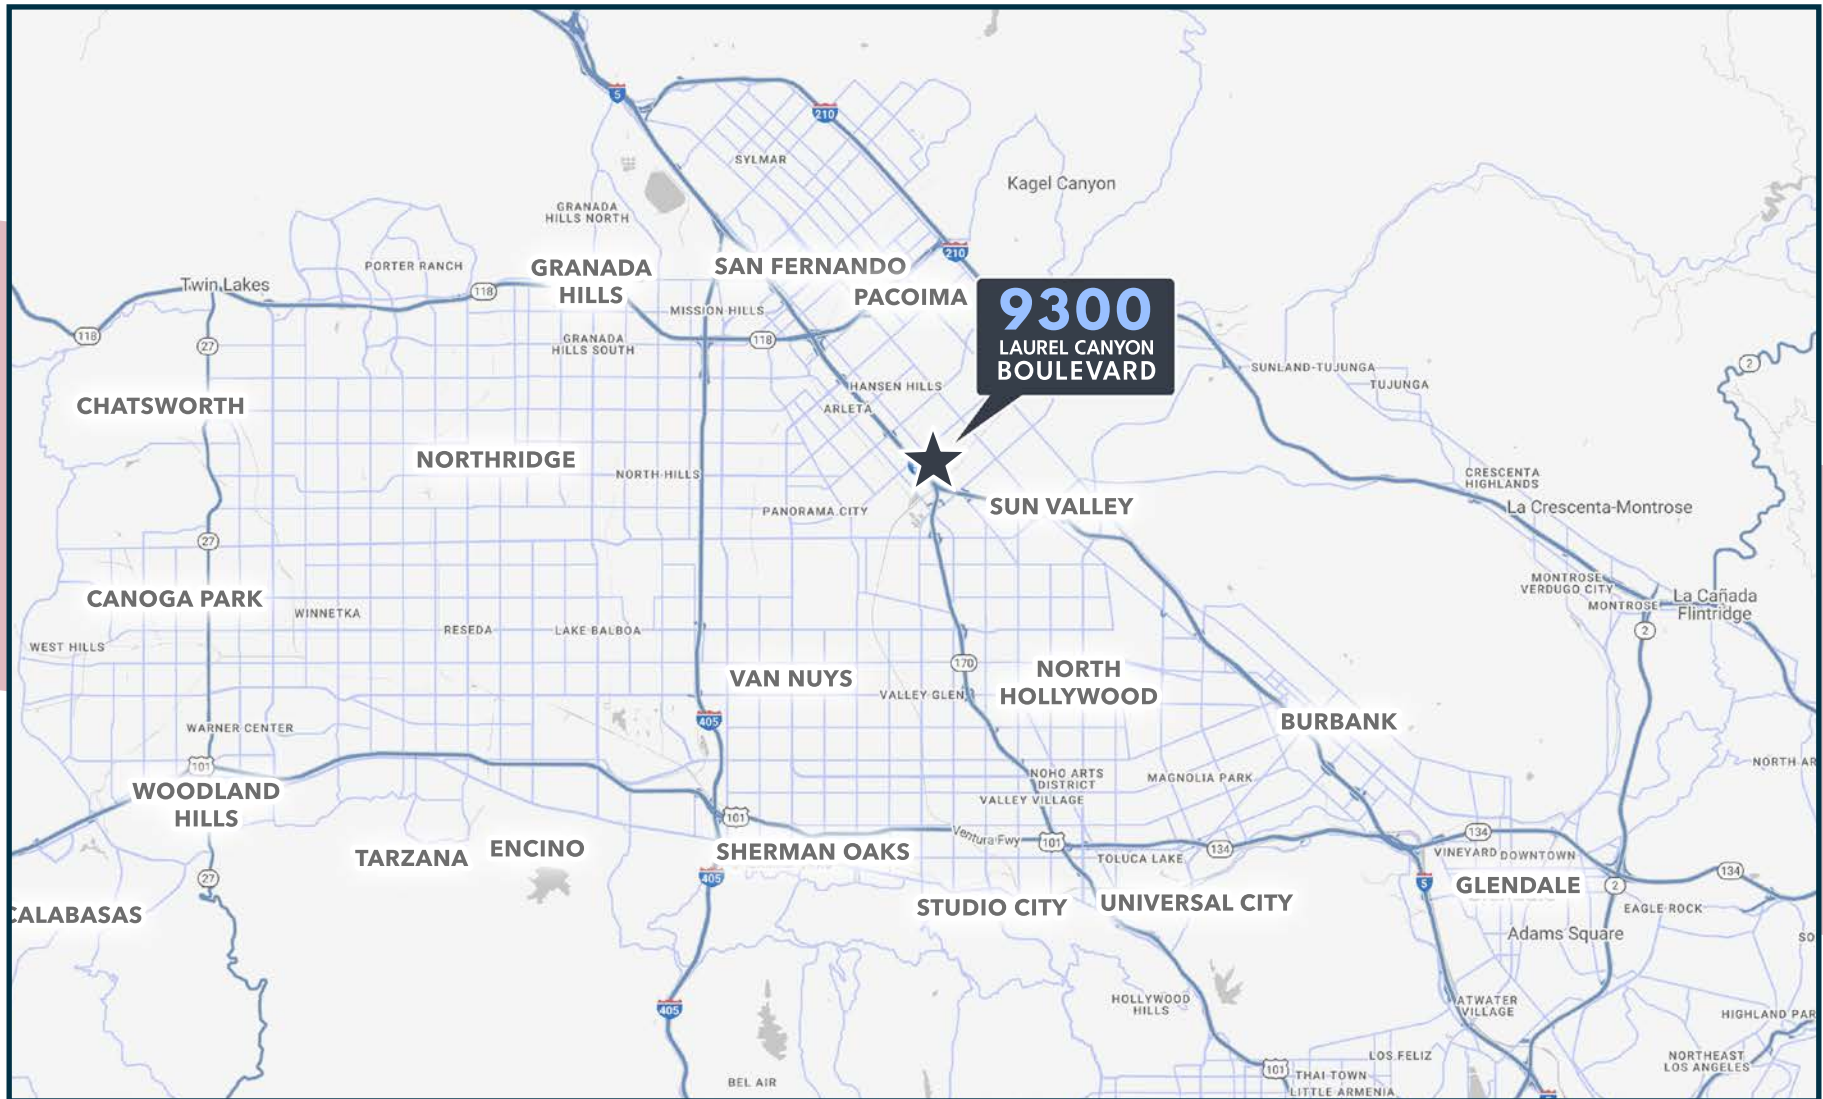 5
210
SYLMAR
Kagel Canyon
GRANADA
HILLS NORTH
210
PORTER RANCH
GRANADA
HILLS
SAN FERNANDO
Twin Lakes
118
PACOIMA
9300
LAUREL CANYON
BOULEVARD
MISSION HILLS
118
27
GRANADA
HILLS SOUTH
118
SUNLAND-TUJUNGA
2
TUJUNGA
HANSEN HILLS
CHATSWORTH
ARLETA
NORTHRIDGE
NORTH HILLS
CRESCENTA
HIGHLANDS
La Crescenta-Montrose
PANORAMA CITY
SUN VALLEY
27
CANOGA PARK
MONTROSE
VERDUGO CITY
MONTROSE
La Cañada
Flintridge
WINNETKA
RESEDA
LAKE BALBOA
2
WEST HILLS
170
NORTH
HOLLYWOOD
VAN NUYS
VALLEY GLEN
405
BURBANK
WARNER CENTER
101
NORTH AR
NOHO ARTS
DISTRICT
MAGNOLIA PARK
WOODLAND
HILLS
VALLEY VILLAGE
101
Ventura Fwy
101
134
134
TARZANA
ENCINO
SHERMAN OAKS
TOLUCA LAKE
VINEYARD
DOWNTOWN
27
405
5
GLENDALE
2
134
CALABASAS
STUDIO CITY
UNIVERSAL CITY
EAGLE ROCK
Adams Square
SO
405
HOLLYWOOD
HILLS
ATWATER
VILLAGE
HIGHLAND PAR
LOS FELIZ
NORTHEAST
LOS ANGELES
101
THAI TOWN
BEL AIR
LITTLE ARMENIA